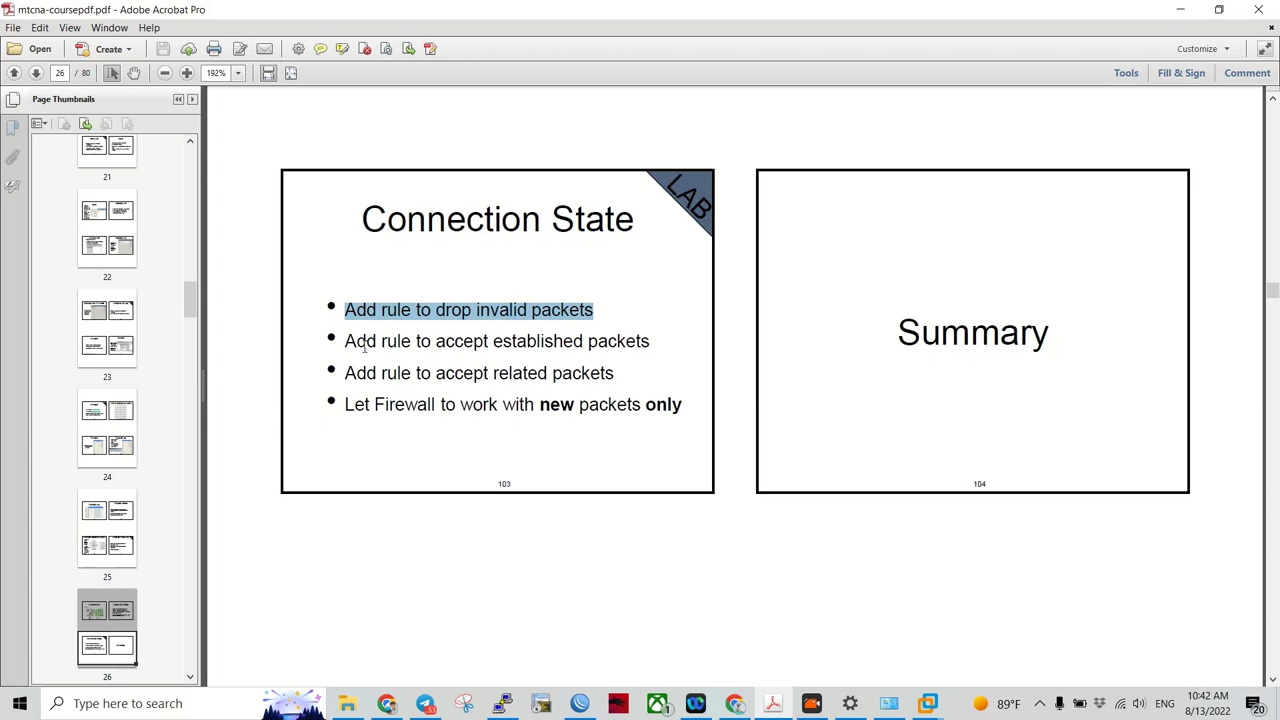 mtcna-coursepdf.pdf - Adobe Acrobat Pro
File Edit View Window Help
Open Create Customize
26 / 80 192% Tools Fill & Sign Comment
Page Thumbnails
21
22
23
24
25
26
LAB
Connection State
• Add rule to drop invalid packets
• Add rule to accept established packets
• Add rule to accept related packets
• Let Firewall to work with new packets only
103
Summary
104
Type here to search
89°F
ENG
10:42 AM
8/13/2022
20